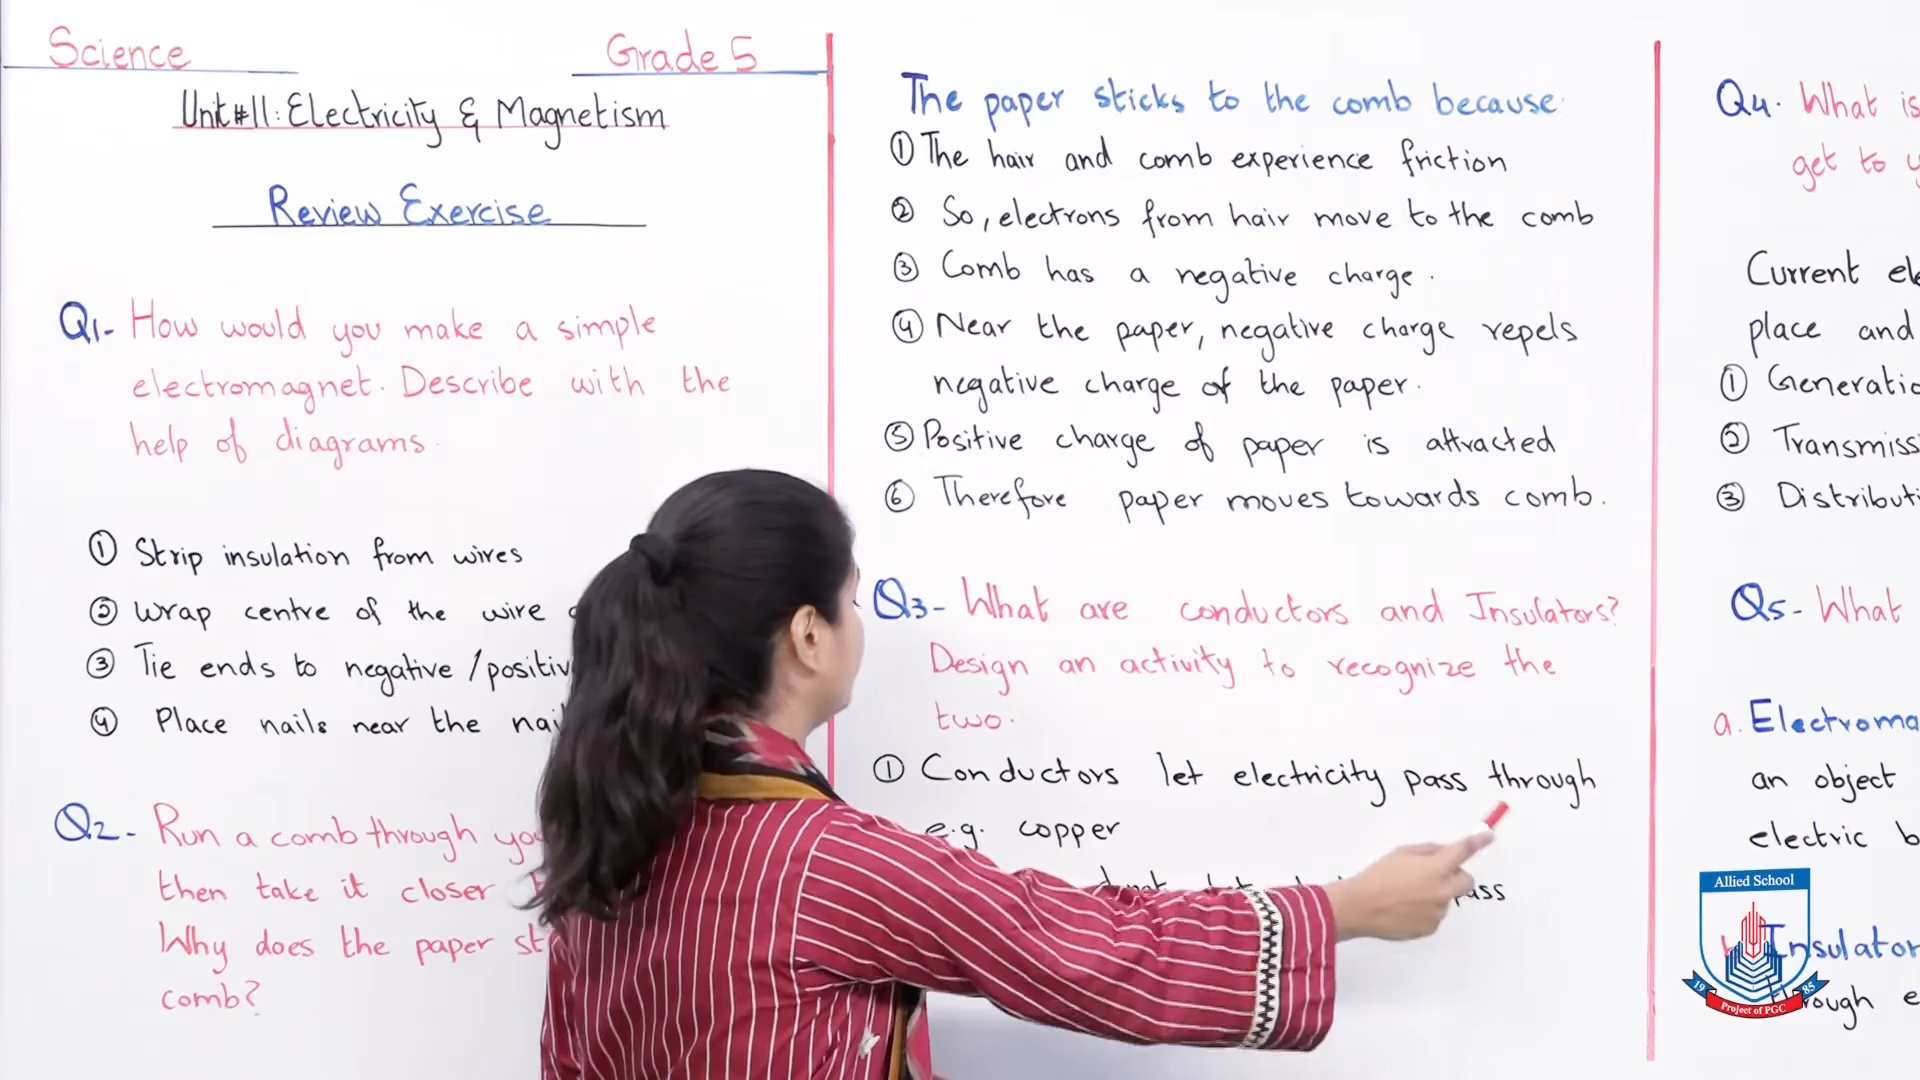 Science
Grade 5
Unit#11: Electricity & Magnetism
Review Exercise
Q1- How would you make a simple
electromagnet. Describe with the
help of diagrams.
① Strip insulation from wires
② Wrap centre of the wire
③ Tie ends to negative/positiv
④ Place nails near the nai
Q2- Run a comb through yo
then take it closer
Why does the paper st
comb?
The paper sticks to the comb because:
① The hair and comb experience friction
② So, electrons from hair move to the comb
③ Comb has a negative charge.
④ Near the paper, negative charge repels
negative charge of the paper.
⑤ Positive charge of paper is attracted
⑥ Therefore paper moves towards comb.
Q3- What are conductors and Insulators?
Design an activity to recognize the
two.
① Conductors let electricity pass through
e.g. copper
pass
Q4. What is
get to y
Current el
place and
① Generatio
② Transmiss
③ Distributi
Q5- What
a. Electroma
an object
electric b
Insulator
through e
Allied School
19 85
Project of PGC